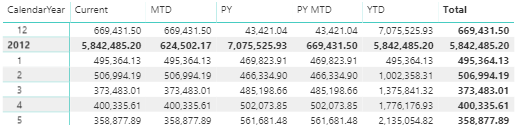 CalendarYear Current MTD PY PY MTD YTD Total
12 669,431.50 669,431.50 43,421.04 43,421.04 7,075,525.93 669,431.50
2012 5,842,485.20 624,502.17 7,075,525.93 669,431.50 5,842,485.20 5,842,485.20
1 495,364.13 495,364.13 469,823.91 469,823.91 495,364.13 495,364.13
2 506,994.19 506,994.19 466,334.90 466,334.90 1,002,358.31 506,994.19
3 373,483.01 373,483.01 485,198.66 485,198.66 1,375,841.32 373,483.01
4 400,335.61 400,335.61 502,073.85 502,073.85 1,776,176.93 400,335.61
5 358,877.89 358,877.89 561,681.48 561,681.48 2,135,054.82 358,877.89